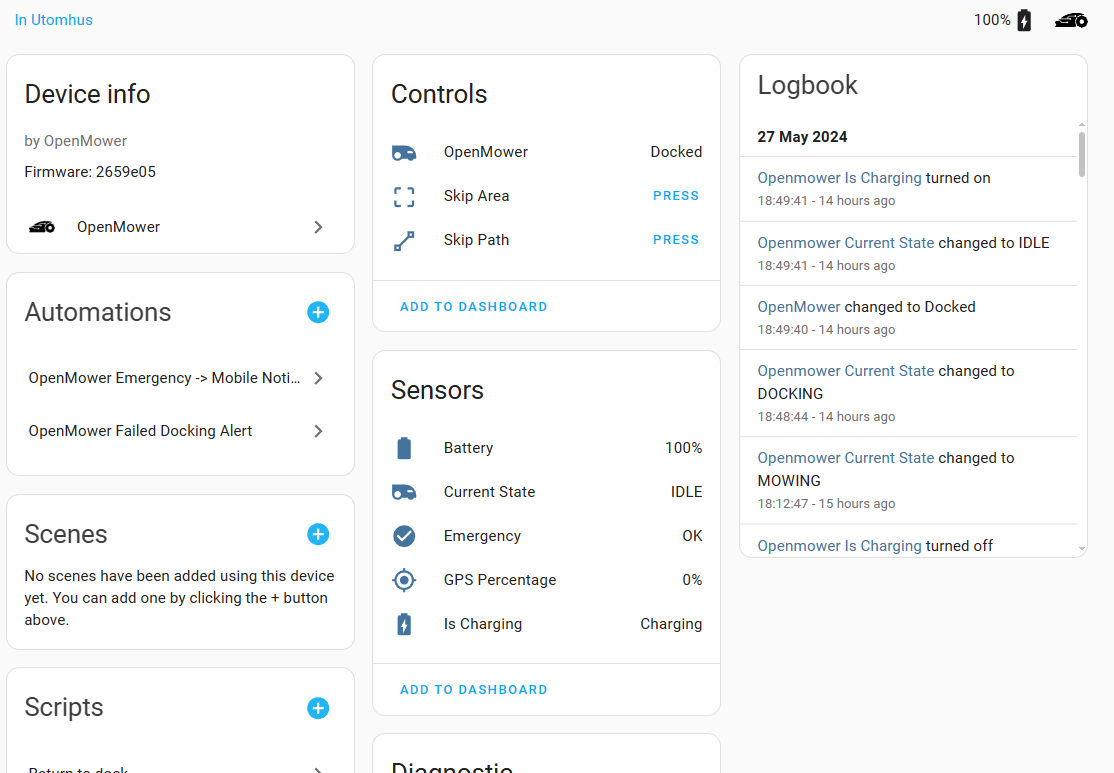 In Utomhus
100%
Device info
by OpenMower
Firmware: 2659e05
OpenMower
Automations
OpenMower Emergency -> Mobile Noti...
OpenMower Failed Docking Alert
Scenes
No scenes have been added using this device
yet. You can add one by clicking the + button
above.
Scripts
Return to dock
Controls
OpenMower Docked
Skip Area PRESS
Skip Path PRESS
ADD TO DASHBOARD
Sensors
Battery 100%
Current State IDLE
Emergency OK
GPS Percentage 0%
Is Charging Charging
ADD TO DASHBOARD
Diagnostic
Logbook
27 May 2024
Openmower Is Charging turned on
18:49:41 - 14 hours ago
Openmower Current State changed to IDLE
18:49:41 - 14 hours ago
OpenMower changed to Docked
18:49:40 - 14 hours ago
Openmower Current State changed to
DOCKING
18:48:44 - 14 hours ago
Openmower Current State changed to
MOWING
18:12:47 - 15 hours ago
Openmower Is Charging turned off